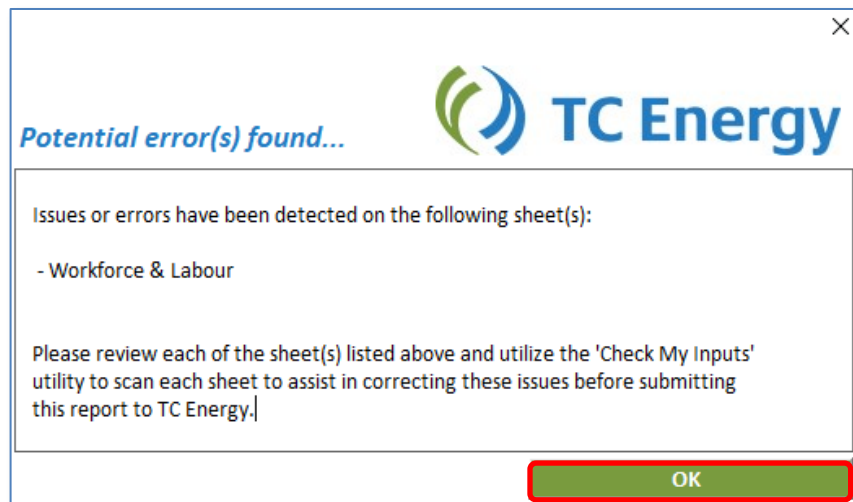 TC Energy
Potential error(s) found...
Issues or errors have been detected on the following sheet(s):
- Workforce & Labour
Please review each of the sheet(s) listed above and utilize the 'Check My Inputs'
utility to scan each sheet to assist in correcting these issues before submitting
this report to TC Energy.
OK